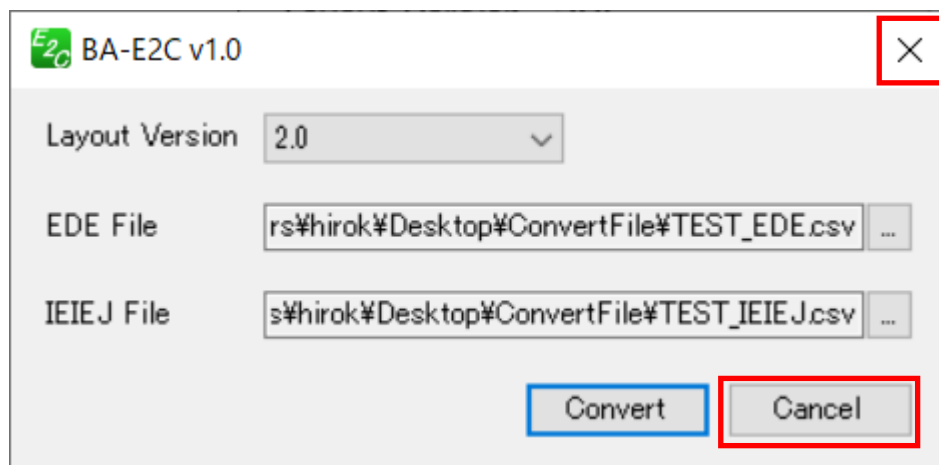 E2C BA-E2C v1.0
Layout Version 2.0
EDE File rs¥hirok¥Desktop¥ConvertFile¥TEST_EDE.csv ...
IEIEJ File s¥hirok¥Desktop¥ConvertFile¥TEST_IEIEJ.csv ...
Convert Cancel